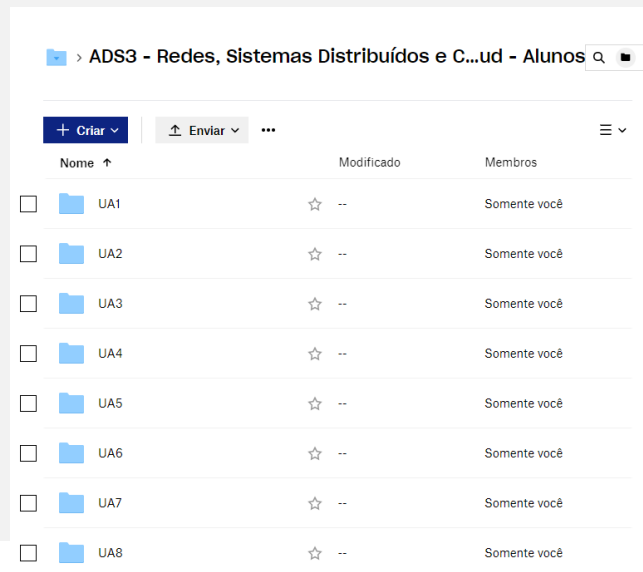 > ADS3 - Redes, Sistemas Distribuídos e C...ud - Alunos
+ Criar Enviar •••
Nome ↑ Modificado Membros
UA1 -- Somente você
UA2 -- Somente você
UA3 -- Somente você
UA4 -- Somente você
UA5 -- Somente você
UA6 -- Somente você
UA7 -- Somente você
UA8 -- Somente você